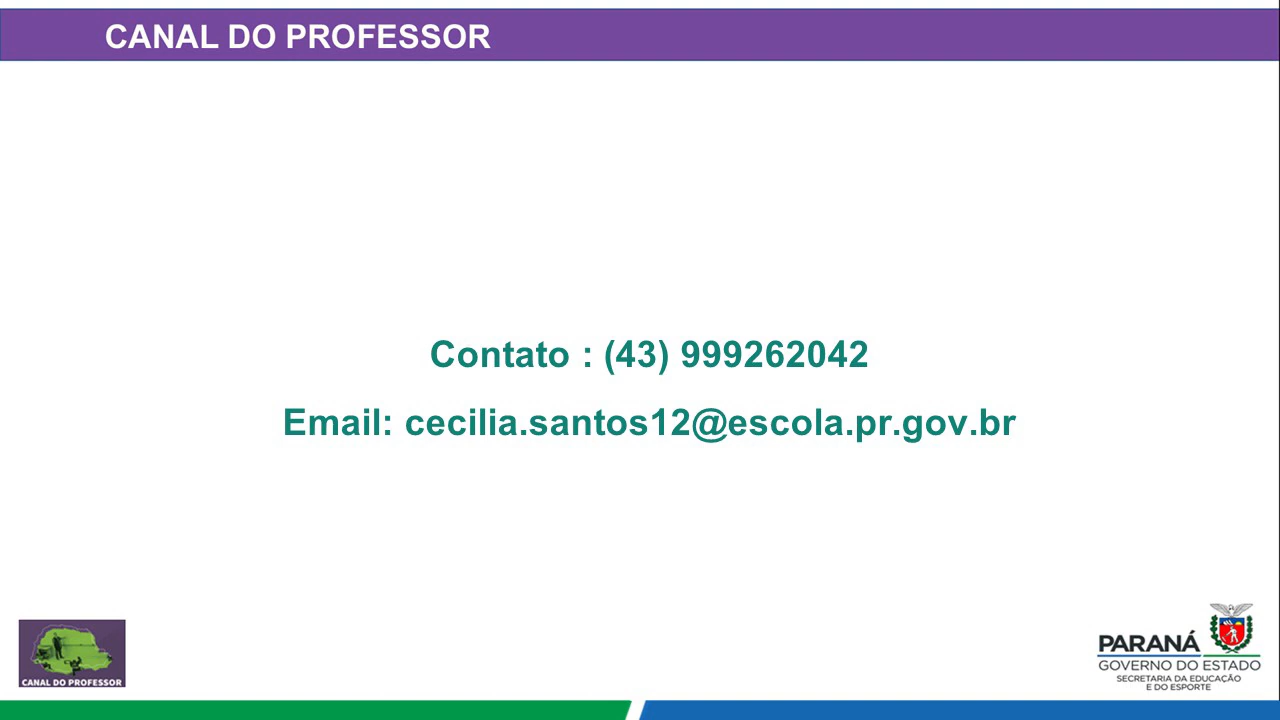 CANAL DO PROFESSOR
Contato : (43) 999262042
Email: cecilia.santos12@escola.pr.gov.br
CANAL DO PROFESSOR
PARANÁ
GOVERNO DO ESTADO
SECRETARIA DA EDUCAÇÃO
E DO ESPORTE